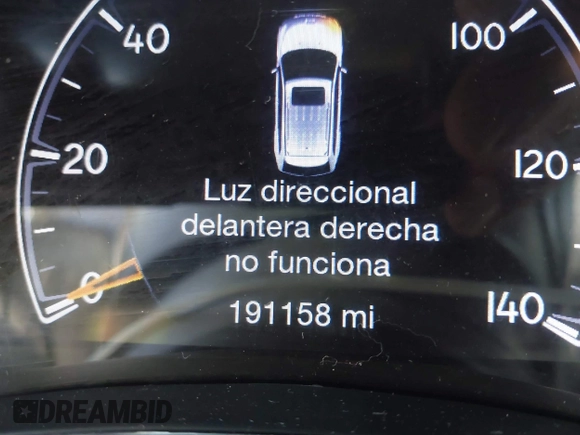 40
100
20
120
Luz direccional
delantera derecha
no funciona
0
191158 mi
140
DREAMBID